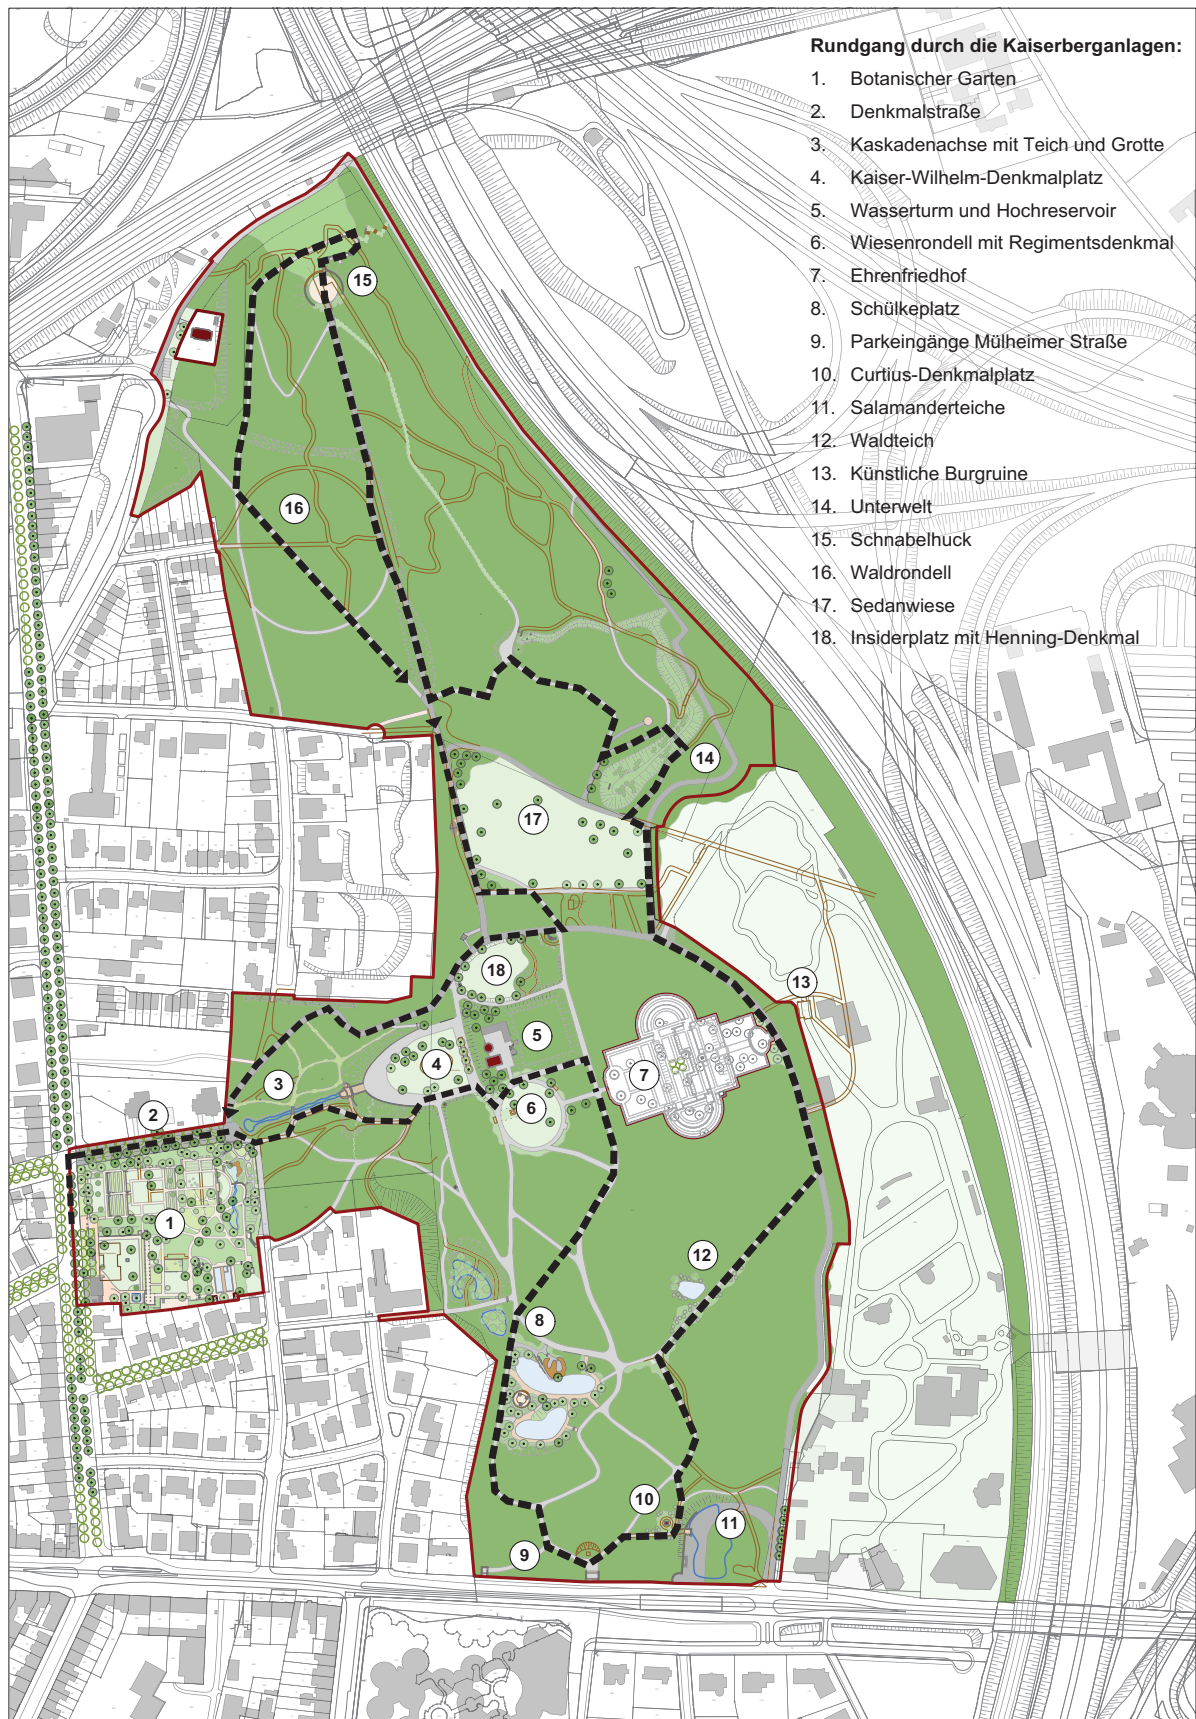 Rundgang durch die Kaiserberganlagen:
1. Botanischer Garten
2. Denkmalstraße
3. Kaskadenachse mit Teich und Grotte
4. Kaiser-Wilhelm-Denkmalplatz
5. Wasserturm und Hochreservoir
6. Wiesenrondell mit Regimentsdenkmal
7. Ehrenfriedhof
8. Schülkeplatz
9. Parkeingänge Mülheimer Straße
10. Curtius-Denkmalplatz
11. Salamanderteiche
12. Waldteich
13. Künstliche Burgruine
14. Unterwelt
15. Schnabelhuck
16. Waldrondell
17. Sedanwiese
18. Insiderplatz mit Henning-Denkmal
15
16
14
17
18
13
5
4
7
3
6
2
1
12
8
10
11
9